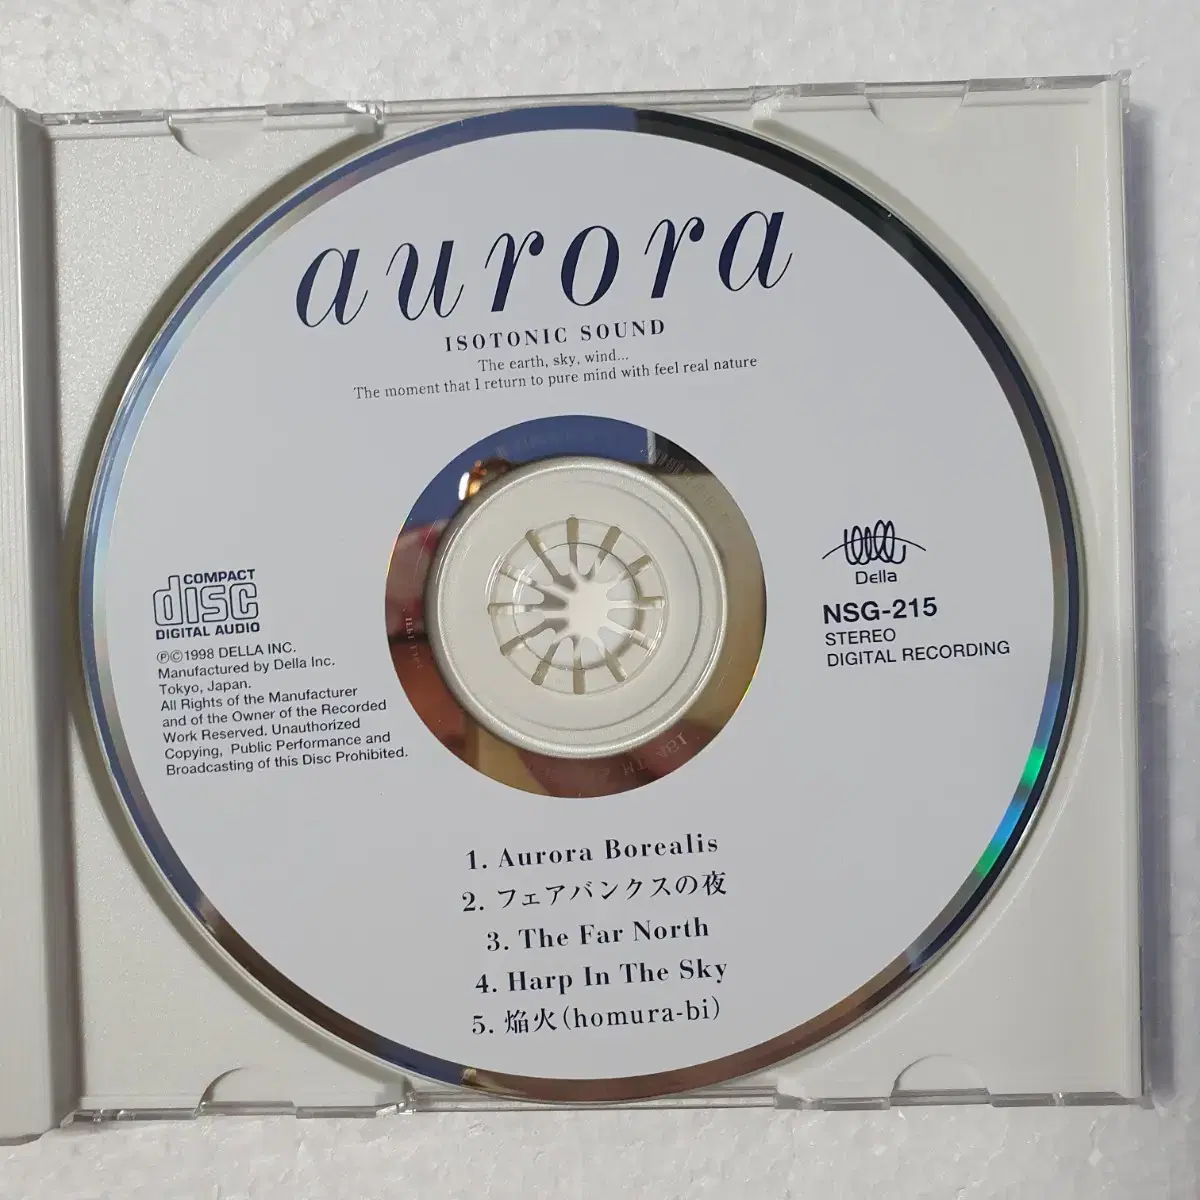 aurora
ISOTONIC SOUND
The earth, sky, wind...
The moment that I return to pure mind with feel real nature
COMPACT
disc
DIGITAL AUDIO
Ⓟ©1998 DELLA INC.
Manufactured by Della Inc.
Tokyo, Japan.
All Rights of the Manufacturer
and of the Owner of the Recorded
Work Reserved. Unauthorized
Copying, Public Performance and
Broadcasting of this Disc Prohibited.
Della
NSG-215
STEREO
DIGITAL RECORDING
1. Aurora Borealis
2. フェアバンクスの夜
3. The Far North
4. Harp In The Sky
5. 焔火(homura-bi)